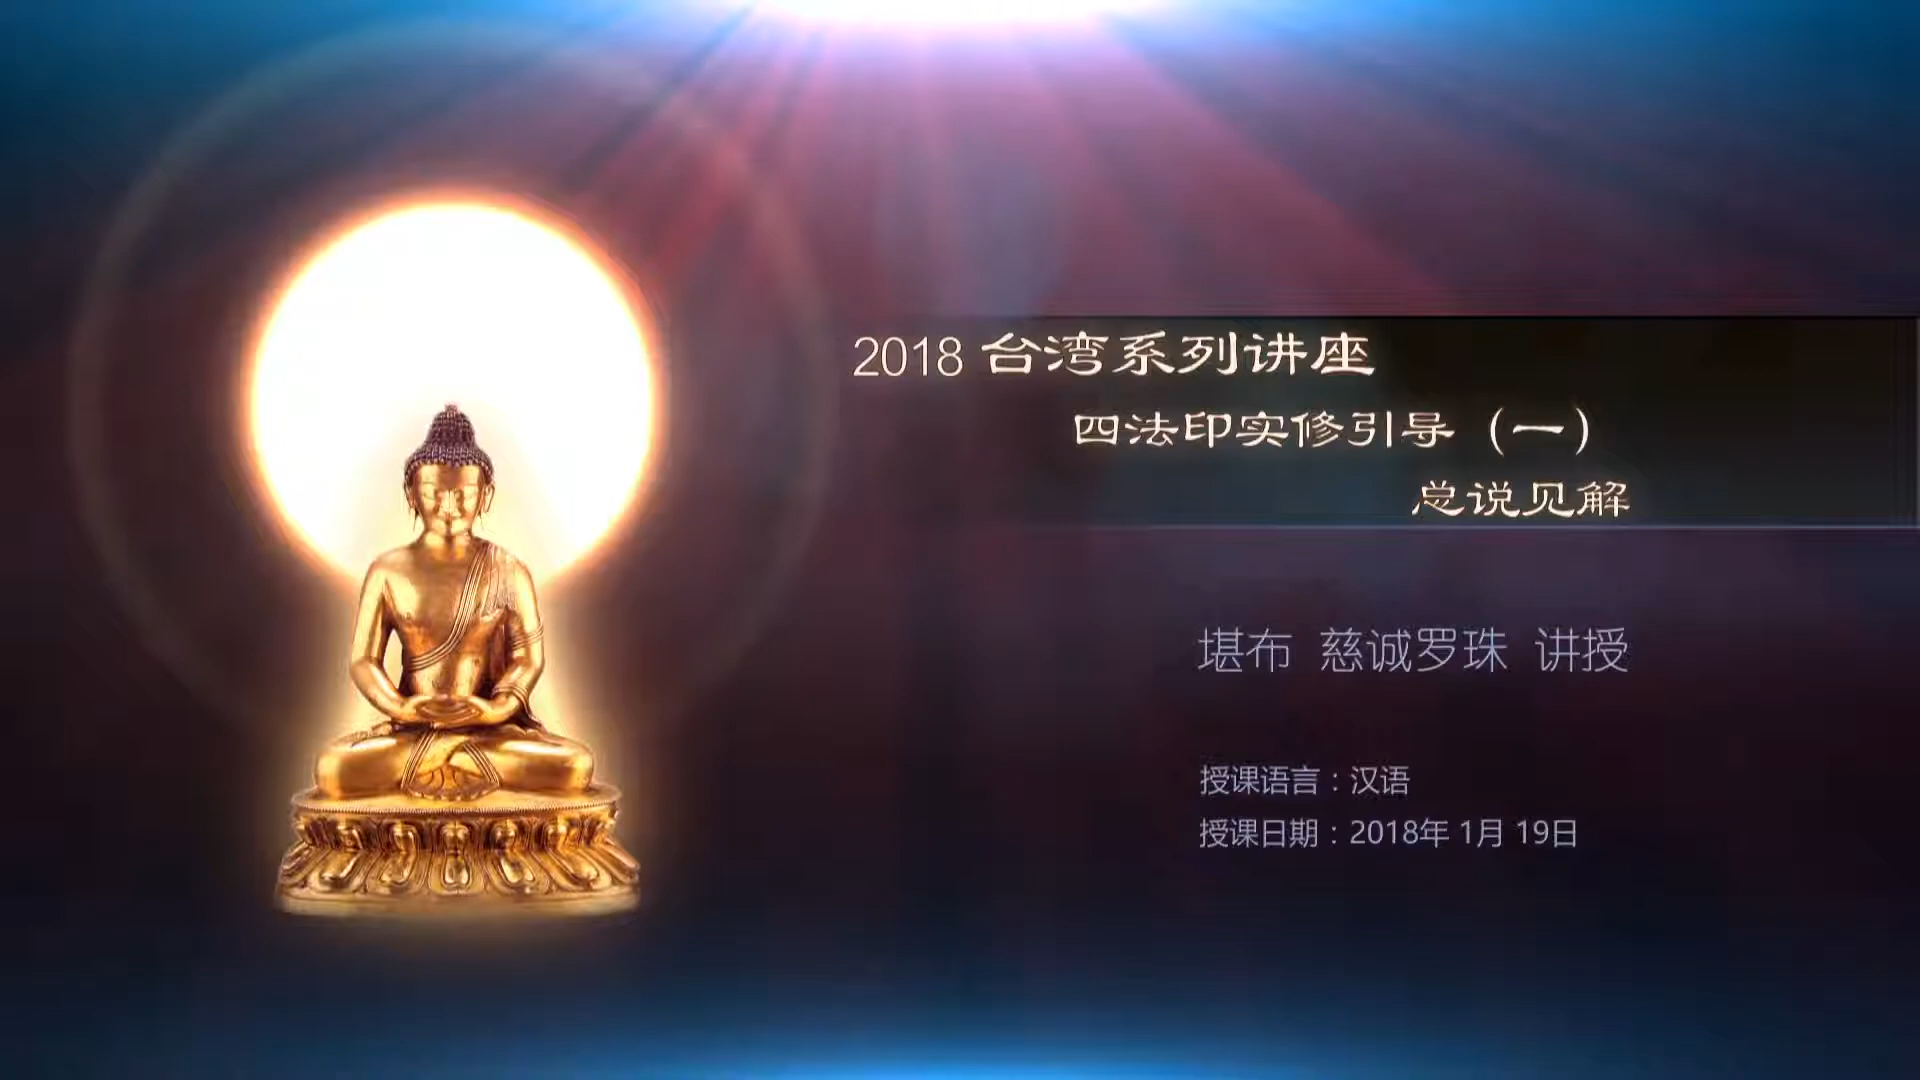 2018 台湾系列讲座
四法印实修引导（一）
总说见解
堪布 慈诚罗珠 讲授
授课语言：汉语
授课日期：2018年 1月 19日